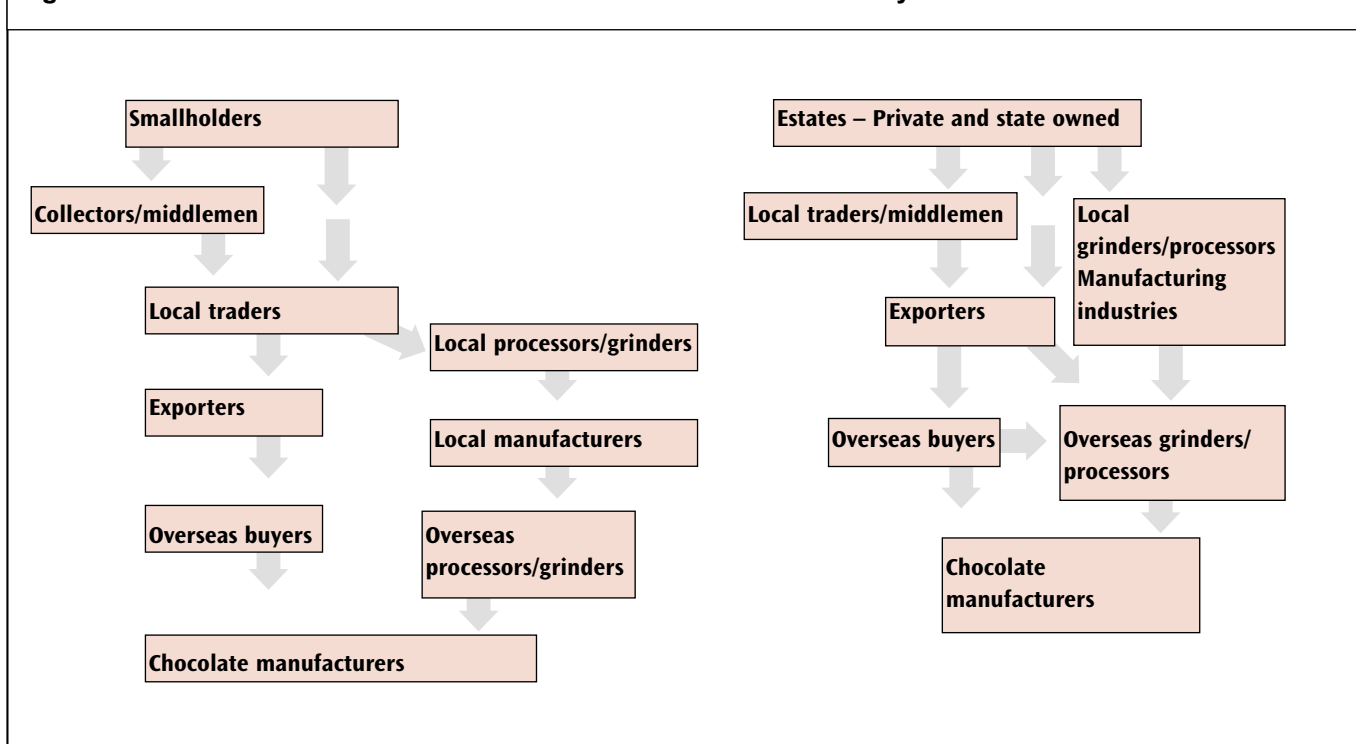 Smallholders
Collectors/middlemen
Local traders
Local processors/grinders
Exporters
Local manufacturers
Overseas buyers
Overseas
processors/grinders
Chocolate manufacturers
Estates – Private and state owned
Local traders/middlemen
Local
grinders/processors
Manufacturing
industries
Exporters
Overseas buyers
Overseas grinders/
processors
Chocolate
manufacturers